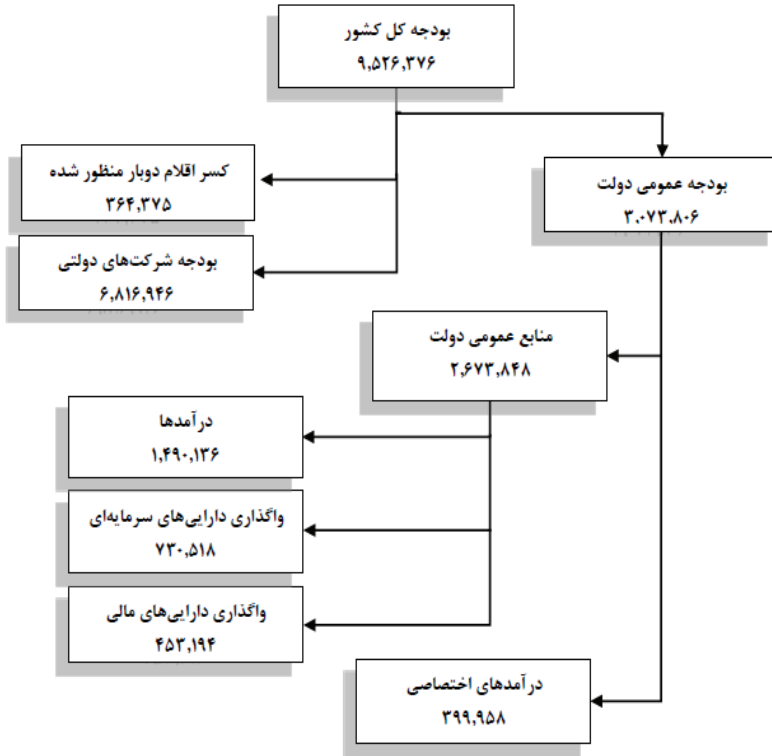 بودجه کل کشور
۹,۵۲۶,۳۷۶
بودجه عمومی دولت
۳,۰۷۳,۸۰۶
کسر اقلام دوبار منظور شده
۳۶۴,۳۷۵
بودجه شرکت‌های دولتی
۶,۸۱۶,۹۴۶
منابع عمومی دولت
۲,۶۷۳,۸۴۸
درآمدها
۱,۴۹۰,۱۳۶
واگذاری دارایی‌های سرمایه‌ای
۷۳۰,۵۱۸
واگذاری دارایی‌های مالی
۴۵۳,۱۹۴
درآمدهای اختصاصی
۳۹۹,۹۵۸